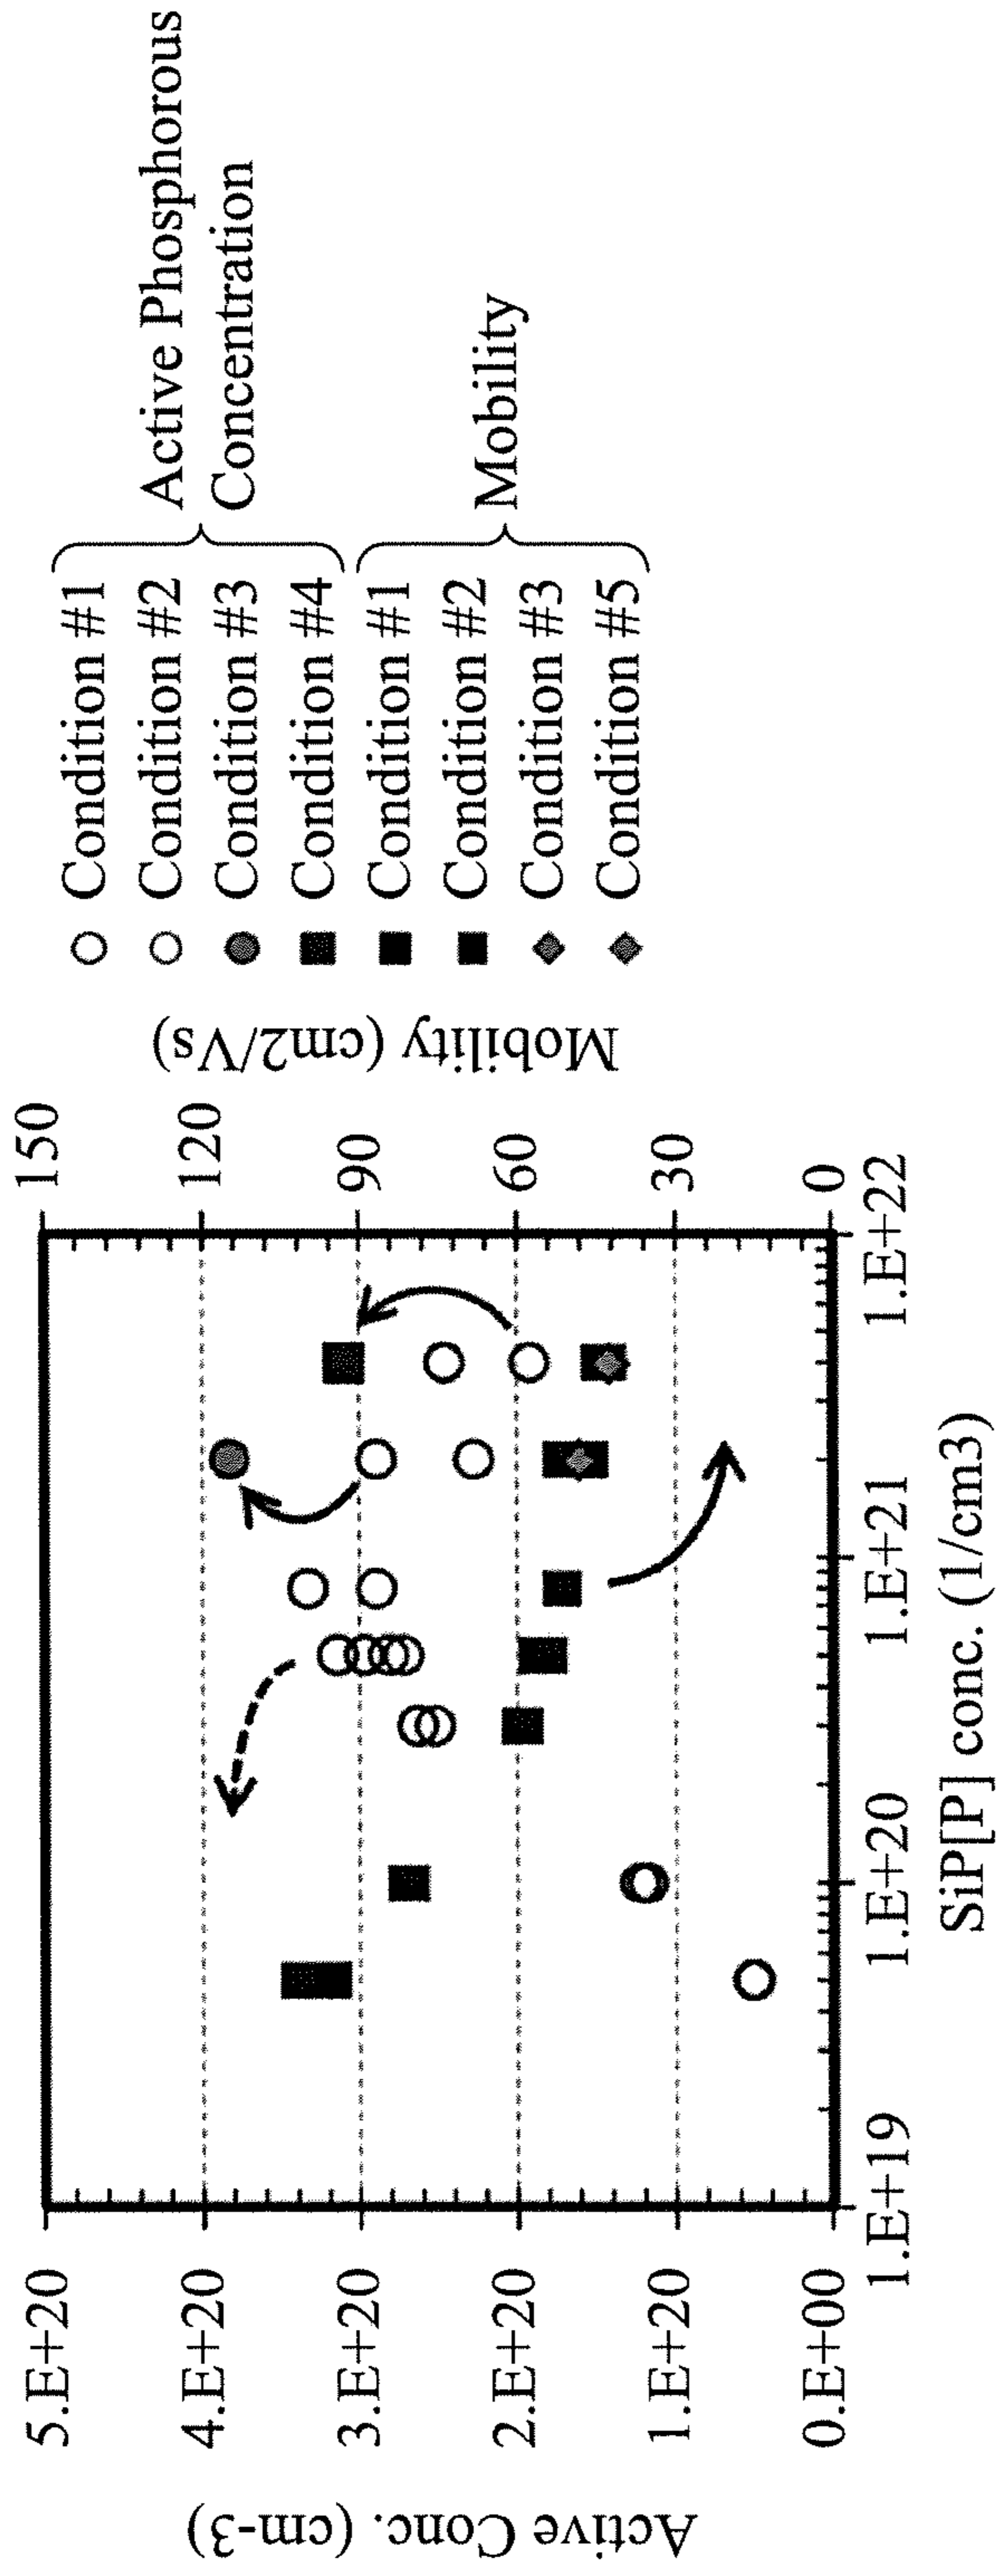 Active Conc. (cm-3)
5.E+20
4.E+20
3.E+20
2.E+20
1.E+20
0.E+00
1.E+19
1.E+20
1.E+21
1.E+22
SiP[P] conc. (1/cm3)
150
120
90
60
30
0
Mobility (cm2/Vs)
Condition #1
Condition #2
Condition #3
Condition #4
Condition #1
Condition #2
Condition #3
Condition #5
Active Phosphorous
Concentration
Mobility